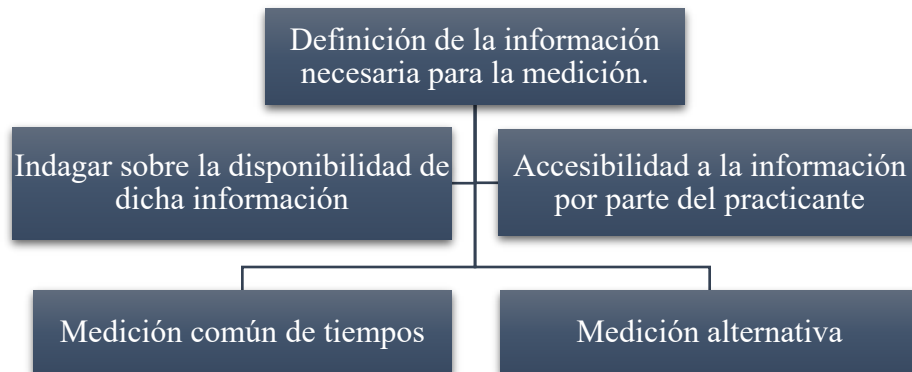 Definición de la información
necesaria para la medición.
Indagar sobre la disponibilidad de
dicha información
Accesibilidad a la información
por parte del practicante
Medición común de tiempos
Medición alternativa